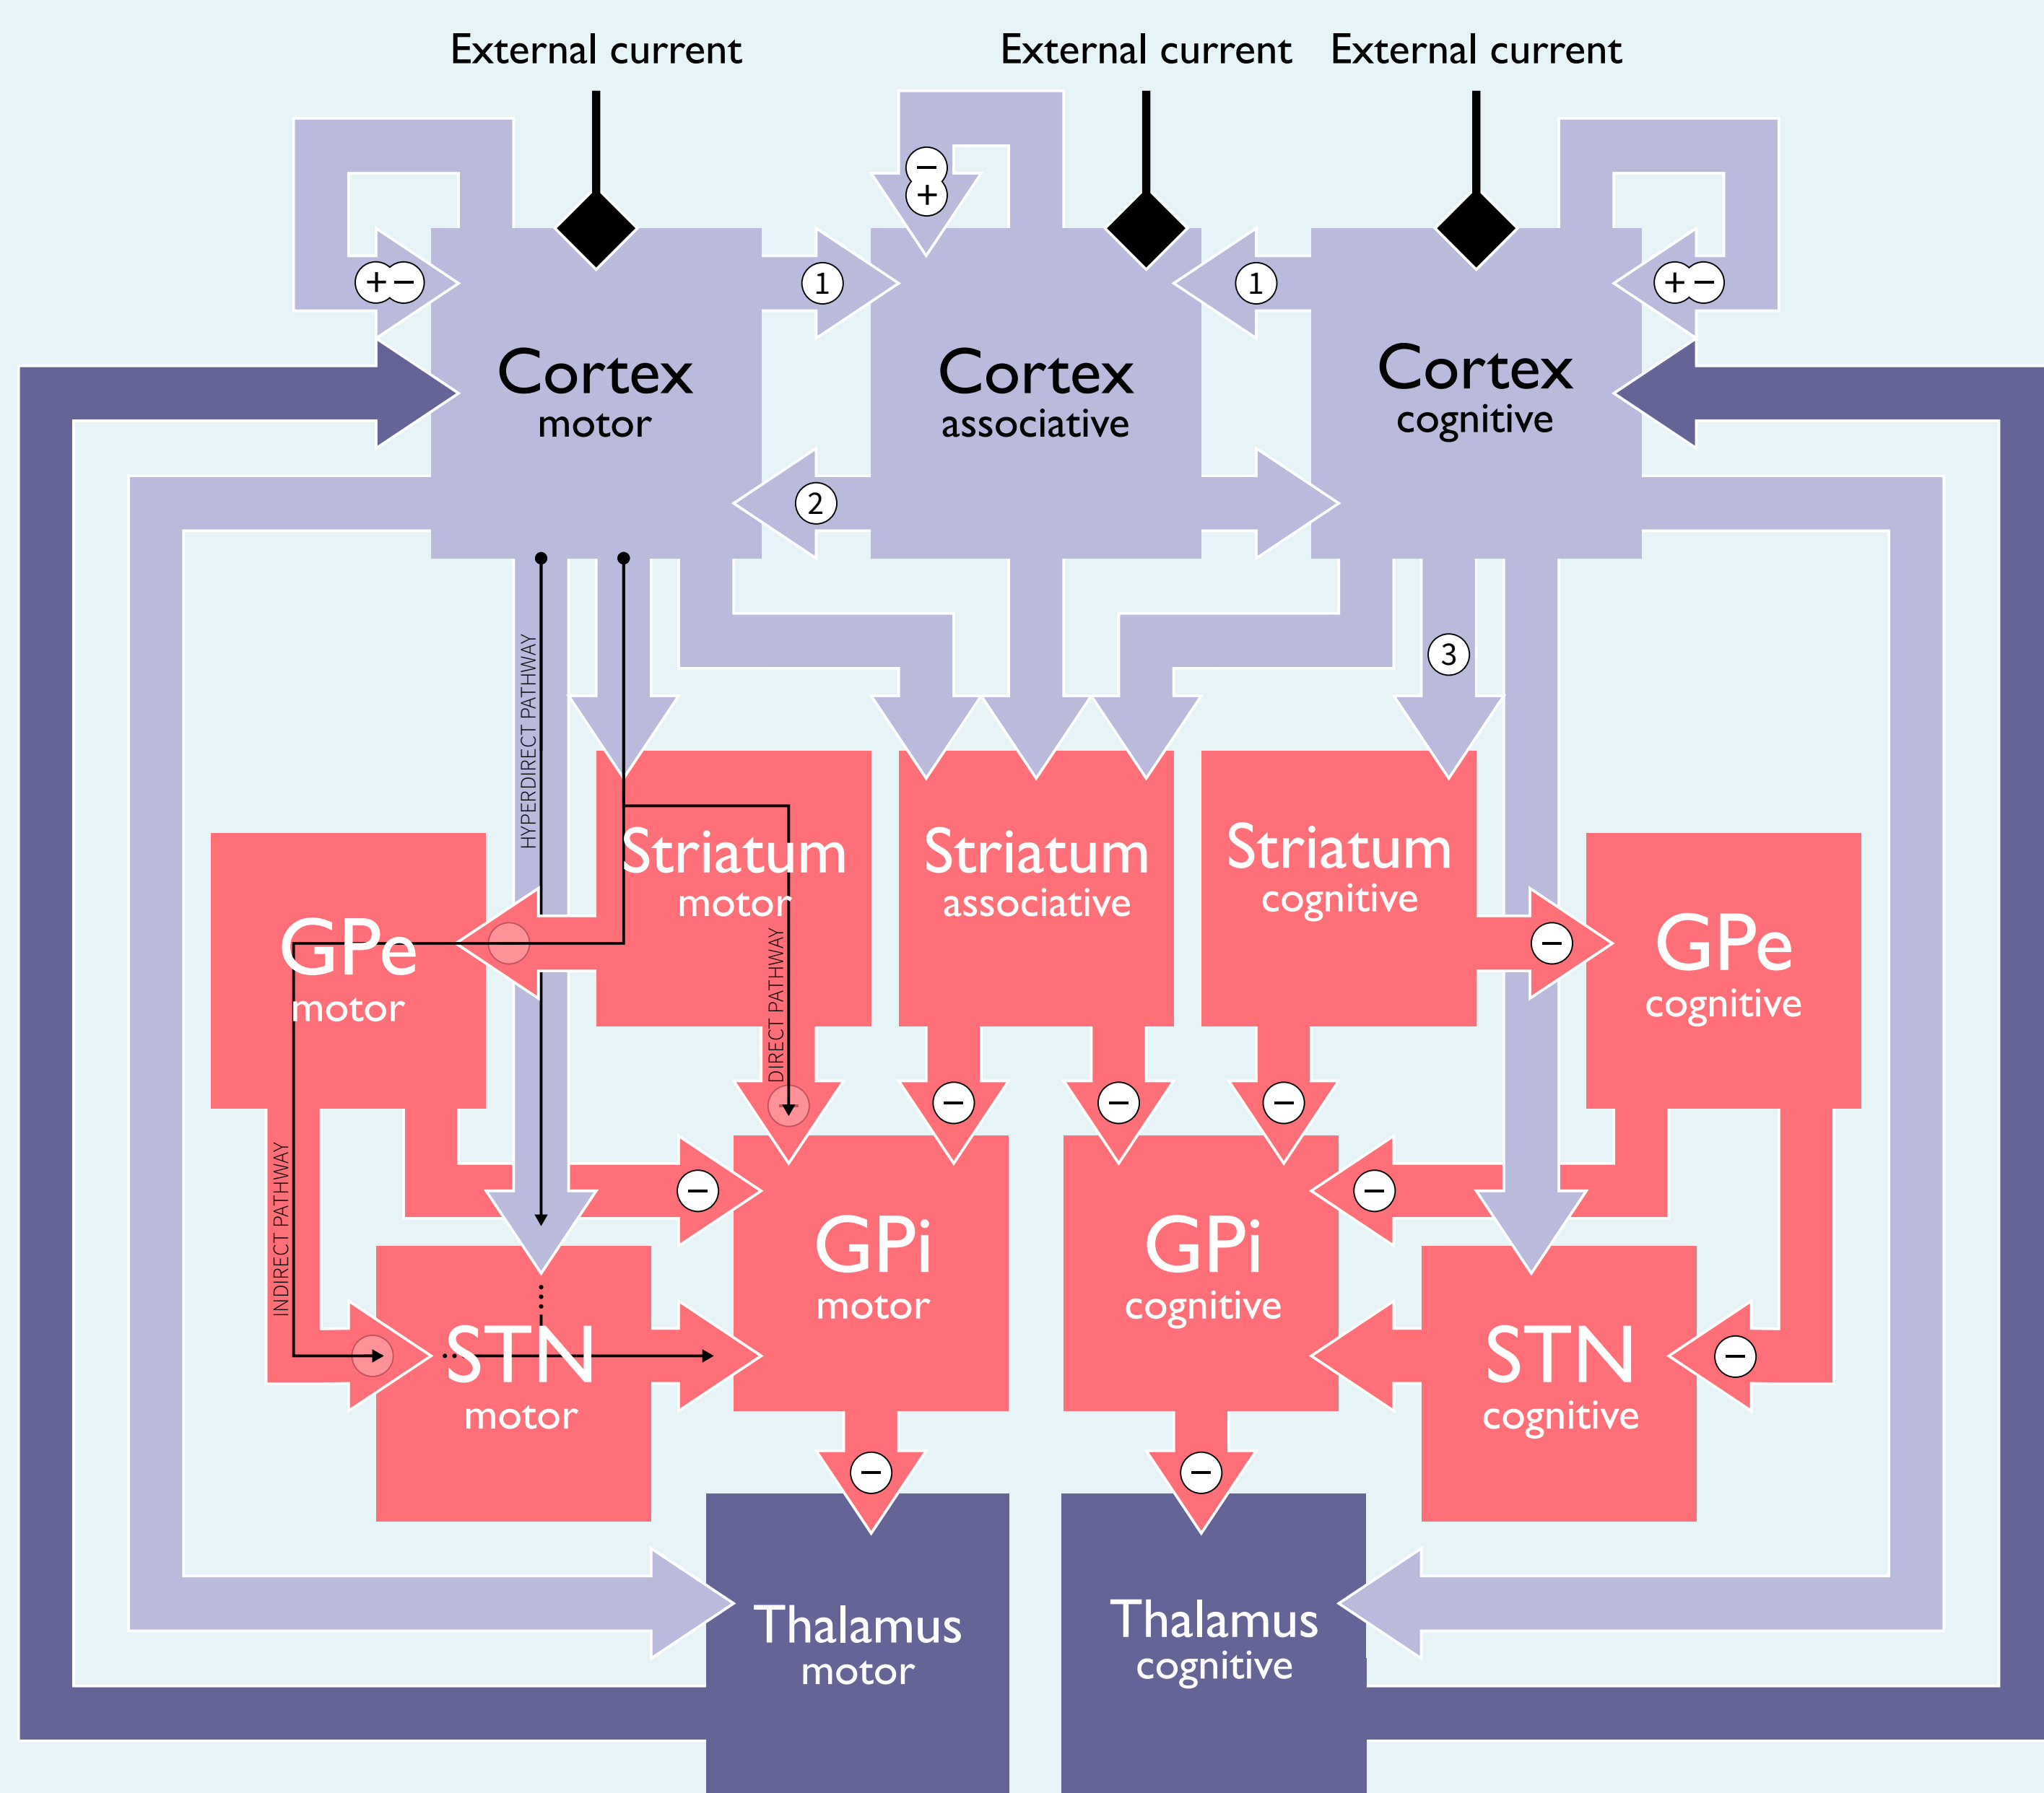 External current
External current
External current
−
+
+ −
+ −
1
1
Cortex
motor
Cortex
associative
Cortex
cognitive
2
3
HYPERDIRECT PATHWAY
Striatum
motor
Striatum
associative
Striatum
cognitive
GPe
motor
−
GPe
cognitive
DIRECT PATHWAY
−
−
−
INDIRECT PATHWAY
−
−
GPi
motor
GPi
cognitive
STN
motor
STN
cognitive
−
−
−
Thalamus
motor
Thalamus
cognitive